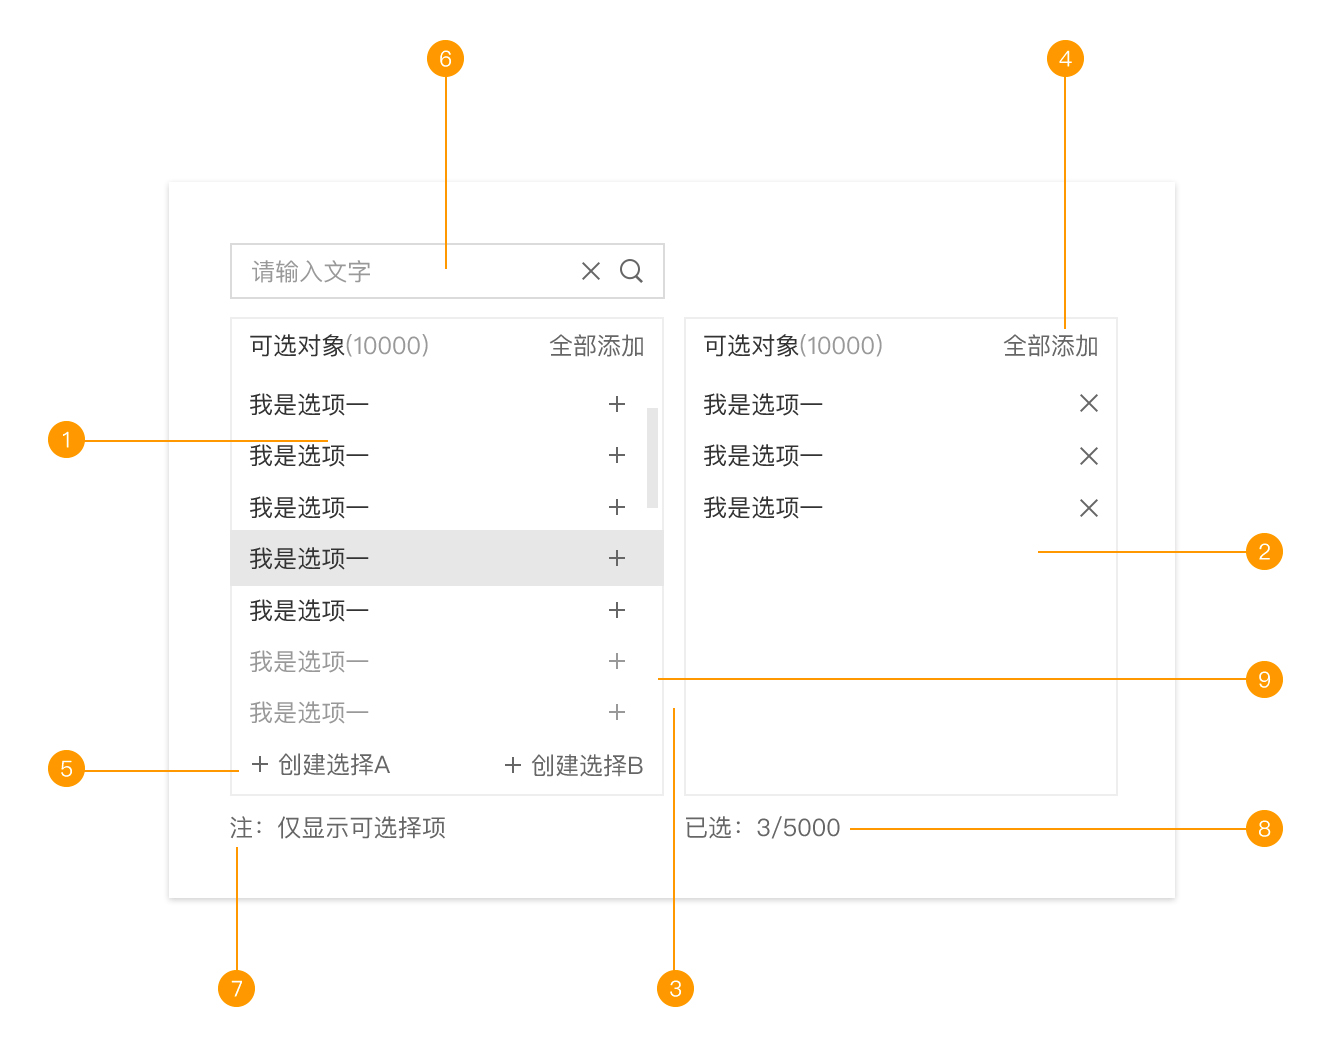 6
4
请输入文字
可选对象(10000) 全部添加
我是选项一
我是选项一
我是选项一
我是选项一
我是选项一
我是选项一
我是选项一
+ 创建选择A + 创建选择B
注：仅显示可选择项
可选对象(10000) 全部添加
我是选项一
我是选项一
我是选项一
已选：3/5000
1
2
9
5
8
7
3